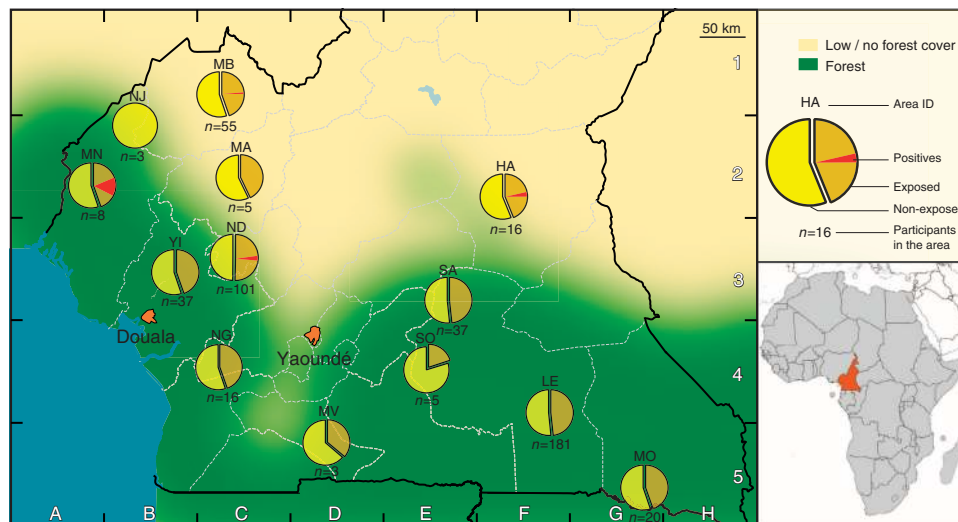 50 km
1
2
3
4
5
A B C D E F G H
MB
n=55
NJ
n=3
MN
n=8
MA
n=5
HA
n=16
ND
n=101
YI
n=37
SA
n=37
Douala
Yaoundé
NG
n=16
SO
n=5
LE
n=181
MV
n=3
MO
n=20
Low / no forest cover
Forest
HA
Area ID
Positives
Exposed
Non-expose
n=16
Participants
in the area